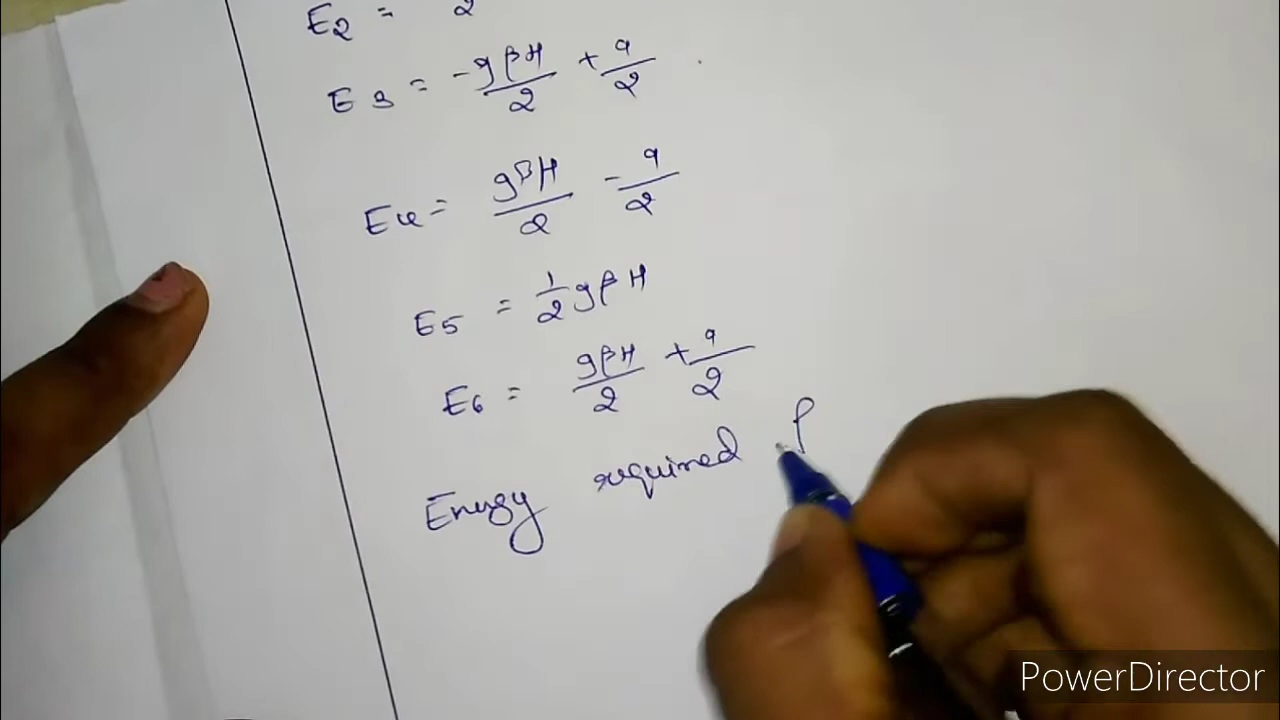 E2 = 2
E3 = -gβH/2 + a/2
E4 = gβH/2 - a/2
E5 = 1/2 gβH
E6 = gβH/2 + a/2
Energy required f
PowerDirector